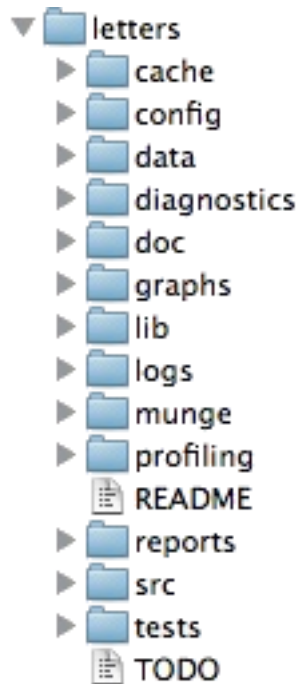 letters
cache
config
data
diagnostics
doc
graphs
lib
logs
munge
profiling
README
reports
src
tests
TODO